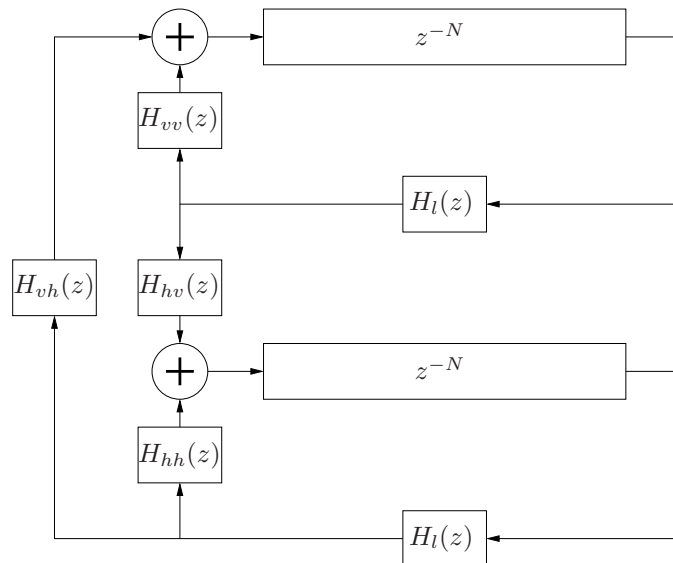 +
z^{-N}
H_{vv}(z)
H_l(z)
H_{vh}(z)
H_{hv}(z)
+
z^{-N}
H_{hh}(z)
H_l(z)